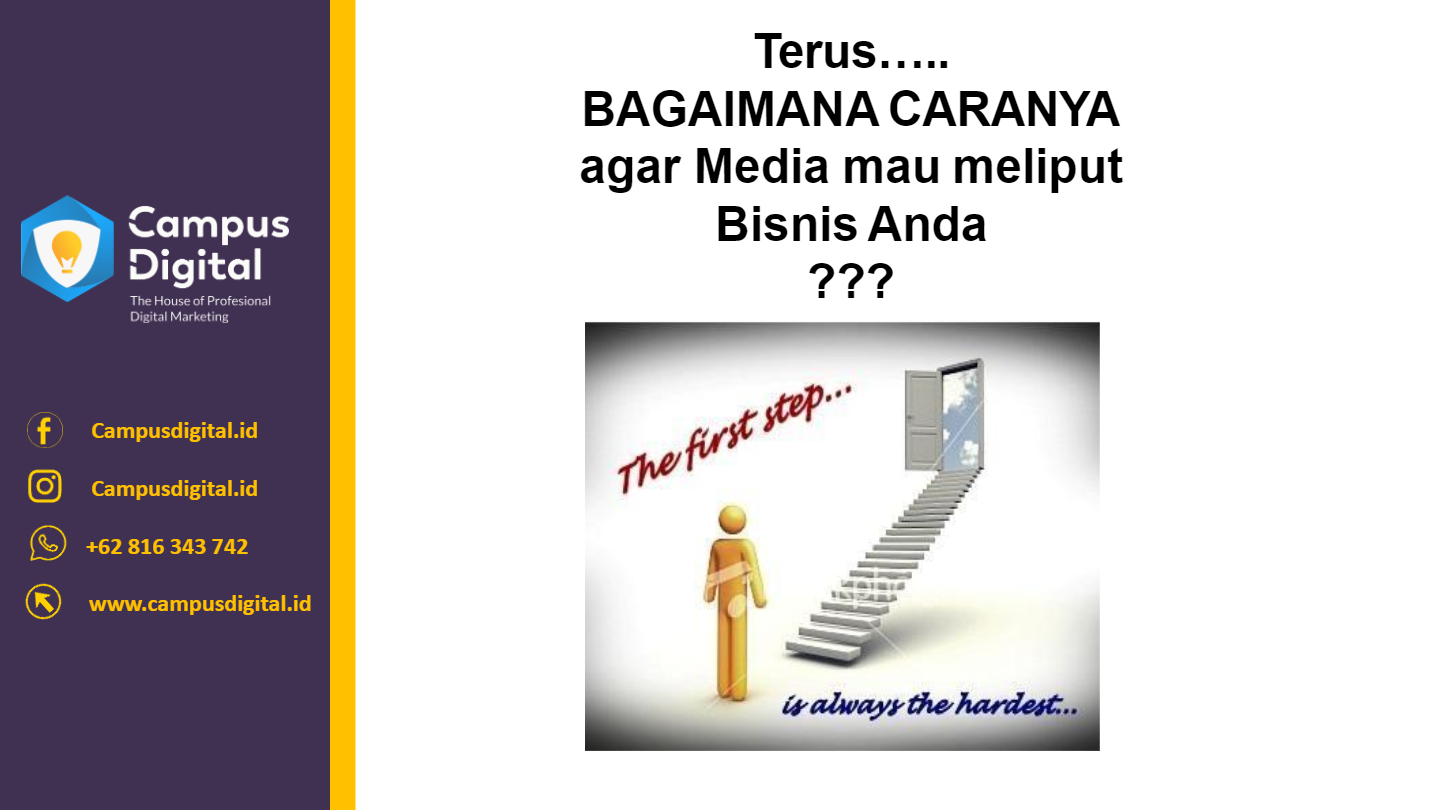 Terus…..
BAGAIMANA CARANYA
agar Media mau meliput
Bisnis Anda
???
Campus
Digital
The House of Profesional
Digital Marketing
Campusdigital.id
Campusdigital.id
+62 816 343 742
www.campusdigital.id
The first step...
is always the hardest...